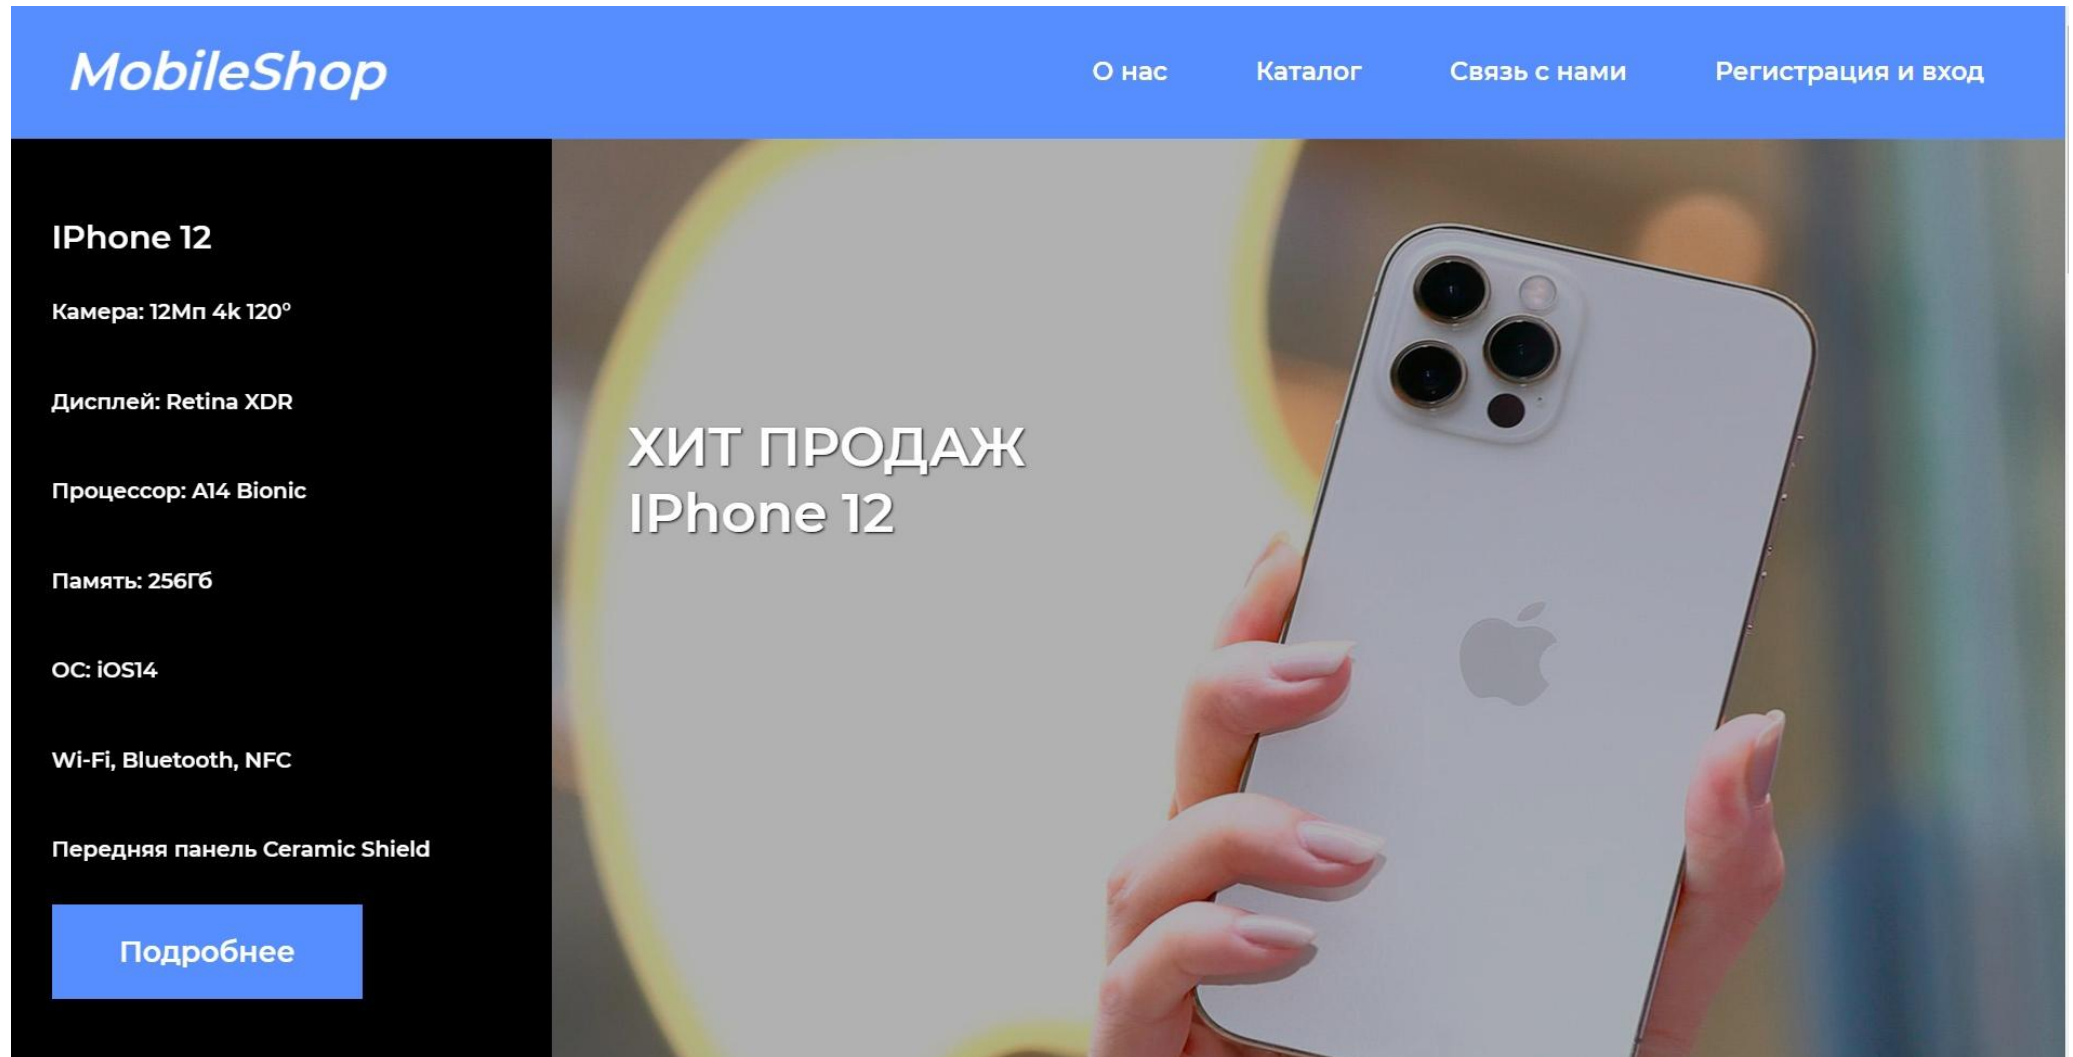 MobileShop
О нас
Каталог
Связь с нами
Регистрация и вход
IPhone 12
Камера: 12Мп 4k 120°
Дисплей: Retina XDR
Процессор: A14 Bionic
Память: 256Гб
ОС: iOS14
Wi-Fi, Bluetooth, NFC
Передняя панель Ceramic Shield
Подробнее
ХИТ ПРОДАЖ
IPhone 12